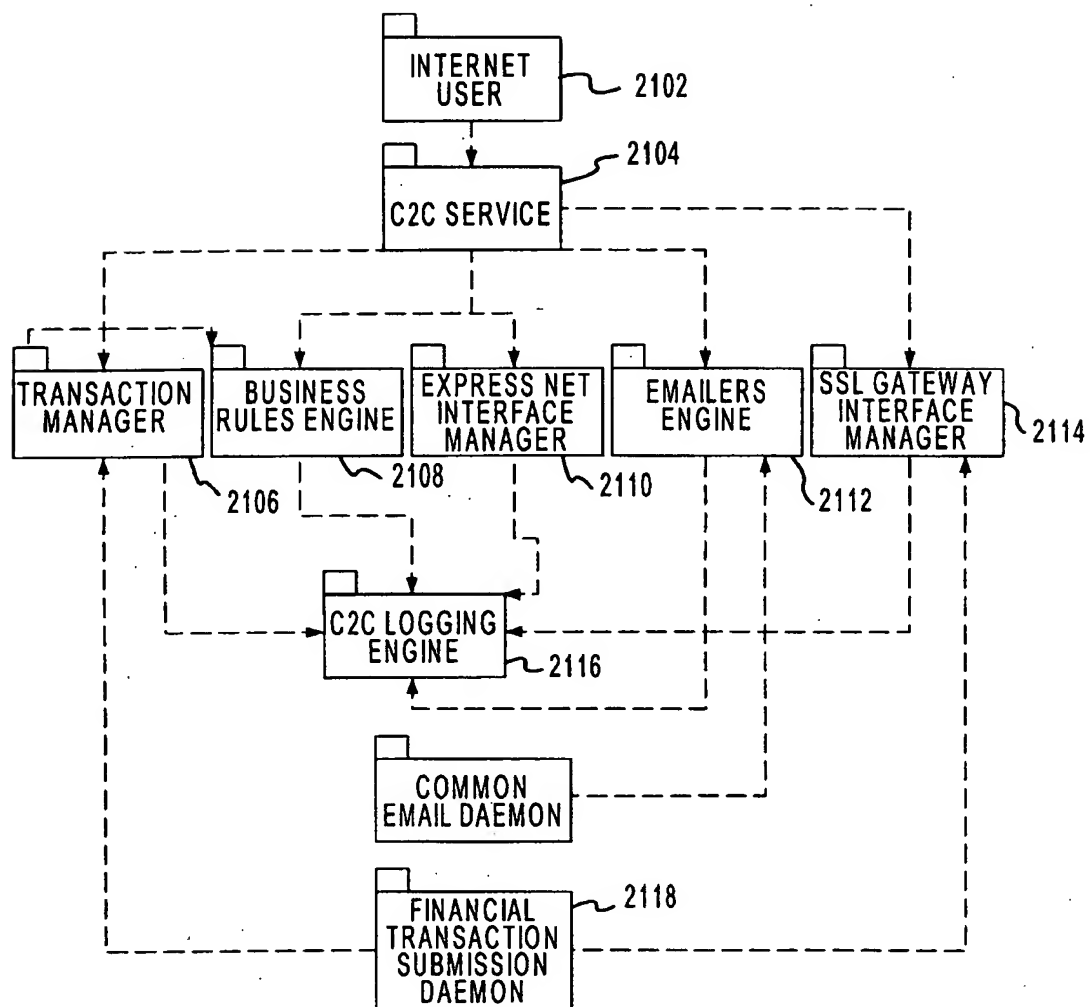 INTERNET
USER
2102
2104
C2C SERVICE
TRANSACTION
MANAGER
2106
BUSINESS
RULES ENGINE
2108
EXPRESS NET
INTERFACE
MANAGER
2110
EMAILERS
ENGINE
2112
SSL GATEWAY
INTERFACE
MANAGER
2114
C2C LOGGING
ENGINE
2116
COMMON
EMAIL DAEMON
FINANCIAL
TRANSACTION
SUBMISSION
DAEMON
2118